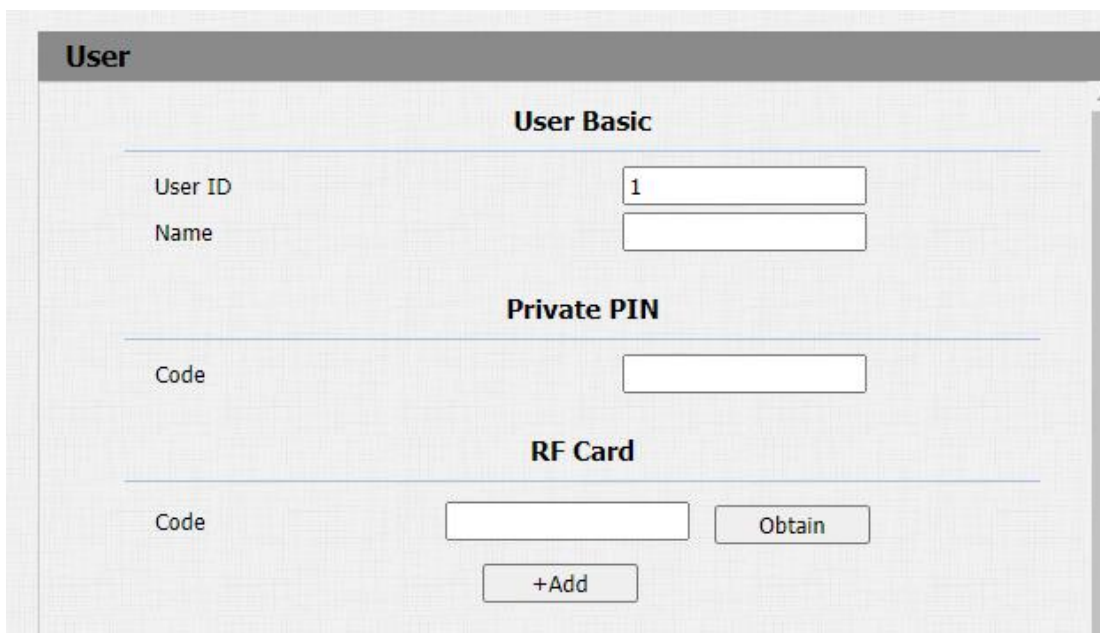 User
User Basic
User ID 1
Name
Private PIN
Code
RF Card
Code Obtain
+Add